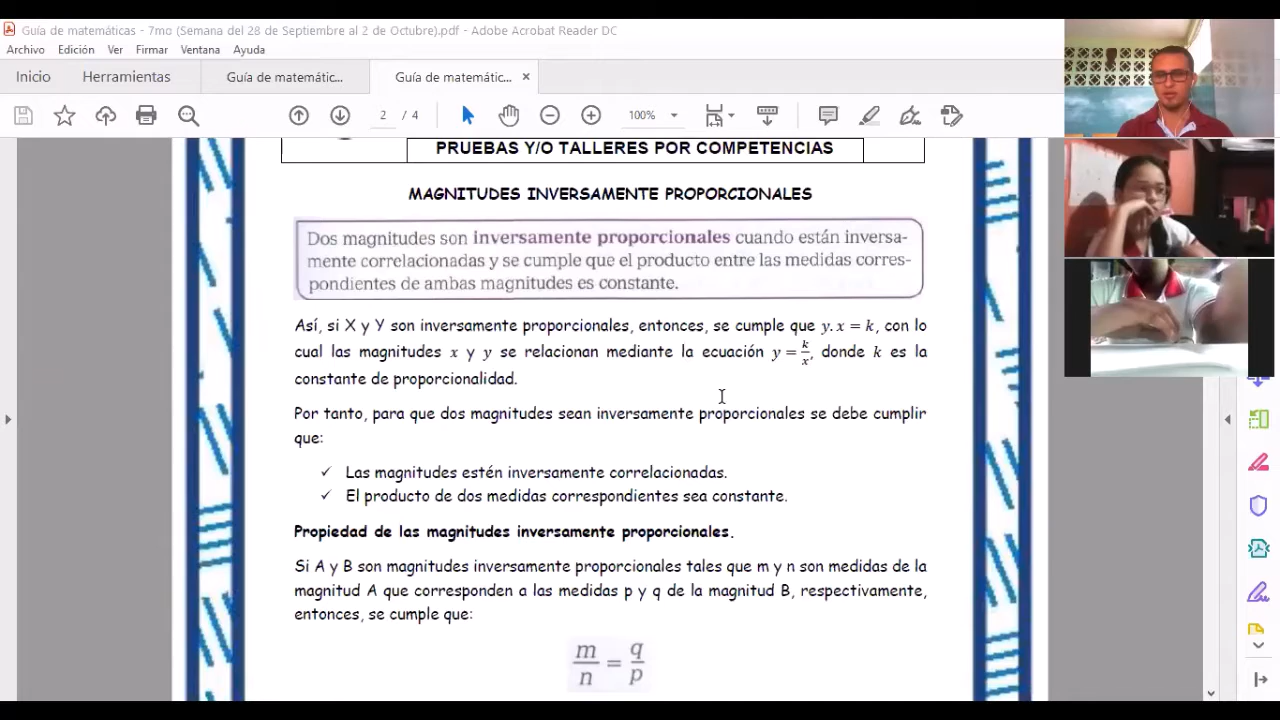 Guía de matemáticas - 7mo (Semana del 28 de Septiembre al 2 de Octubre).pdf - Adobe Acrobat Reader DC
Archivo Edición Ver Firmar Ventana Ayuda
Inicio Herramientas Guía de matemátic... Guía de matemátic... ×
2 / 4 100%
PRUEBAS Y/O TALLERES POR COMPETENCIAS
MAGNITUDES INVERSAMENTE PROPORCIONALES
Dos magnitudes son inversamente proporcionales cuando están inversa-
mente correlacionadas y se cumple que el producto entre las medidas corres-
pondientes de ambas magnitudes es constante.
Así, si X y Y son inversamente proporcionales, entonces, se cumple que y. x = k, con lo
cual las magnitudes x y y se relacionan mediante la ecuación y = k/x, donde k es la
constante de proporcionalidad.
Por tanto, para que dos magnitudes sean inversamente proporcionales se debe cumplir
que:
✓ Las magnitudes estén inversamente correlacionadas.
✓ El producto de dos medidas correspondientes sea constante.
Propiedad de las magnitudes inversamente proporcionales.
Si A y B son magnitudes inversamente proporcionales tales que m y n son medidas de la
magnitud A que corresponden a las medidas p y q de la magnitud B, respectivamente,
entonces, se cumple que:
m/n = q/p